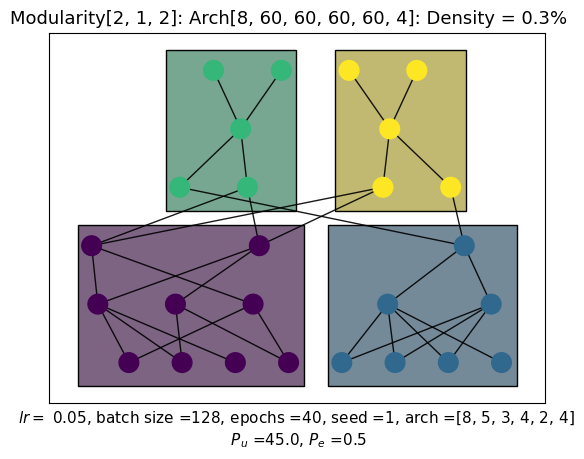 Modularity[2, 1, 2]: Arch[8, 60, 60, 60, 60, 4]: Density = 0.3%
lr = 0.05, batch size =128, epochs =40, seed =1, arch =[8, 5, 3, 4, 2, 4]
P_u =45.0, P_e =0.5